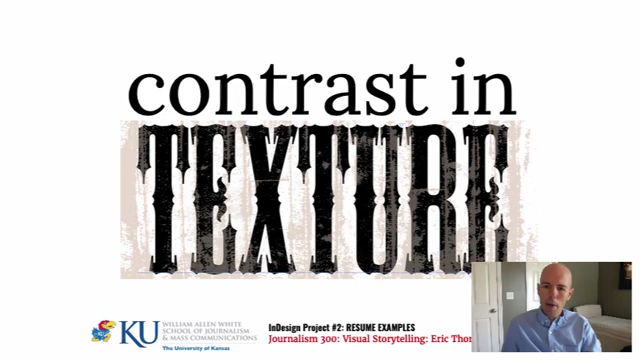 contrast in
TEXTURE
KU
WILLIAM ALLEN WHITE
SCHOOL OF JOURNALISM
& MASS COMMUNICATIONS
The University of Kansas
InDesign Project #2: RESUME EXAMPLES
Journalism 300: Visual Storytelling: Eric